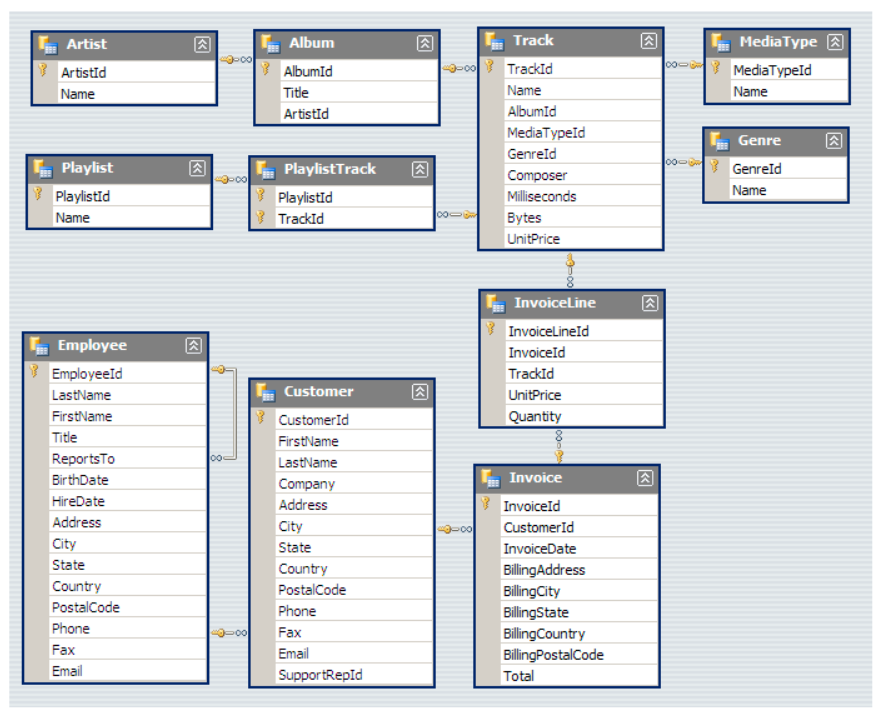 Artist
ArtistId
Name
Album
AlbumId
Title
ArtistId
Track
TrackId
Name
AlbumId
MediaTypeId
GenreId
Composer
Milliseconds
Bytes
UnitPrice
MediaType
MediaTypeId
Name
Genre
GenreId
Name
Playlist
PlaylistId
Name
PlaylistTrack
PlaylistId
TrackId
InvoiceLine
InvoiceLineId
InvoiceId
TrackId
UnitPrice
Quantity
Employee
EmployeeId
LastName
FirstName
Title
ReportsTo
BirthDate
HireDate
Address
City
State
Country
PostalCode
Phone
Fax
Email
Customer
CustomerId
FirstName
LastName
Company
Address
City
State
Country
PostalCode
Phone
Fax
Email
SupportRepId
Invoice
InvoiceId
CustomerId
InvoiceDate
BillingAddress
BillingCity
BillingState
BillingCountry
BillingPostalCode
Total